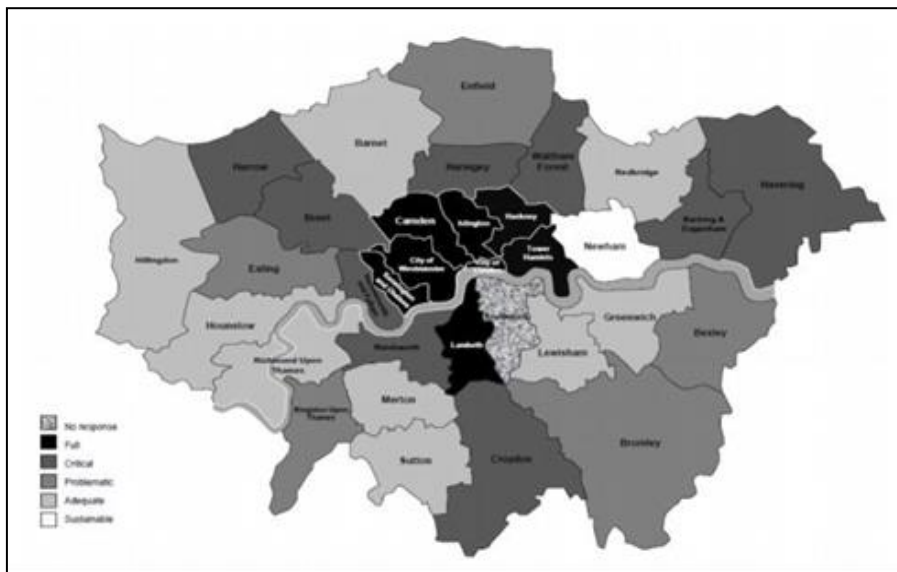 Enfield
Barnet
Harrow
Haringey
Waltham
Forest
Redbridge
Havering
Brent
Camden
Islington
Hackney
Barking &
Dagenham
Hillingdon
Ealing
City of
Westminster
Tower
Hamlets
Newham
Kensington
and Chelsea
City of
Hounslow
Greenwich
Bexley
Richmond Upon
Thames
Wandsworth
Lambeth
Lewisham
Kingston Upon
Thames
Merton
Bromley
Sutton
Croydon
No response
Full
Critical
Problematic
Adequate
Sustainable